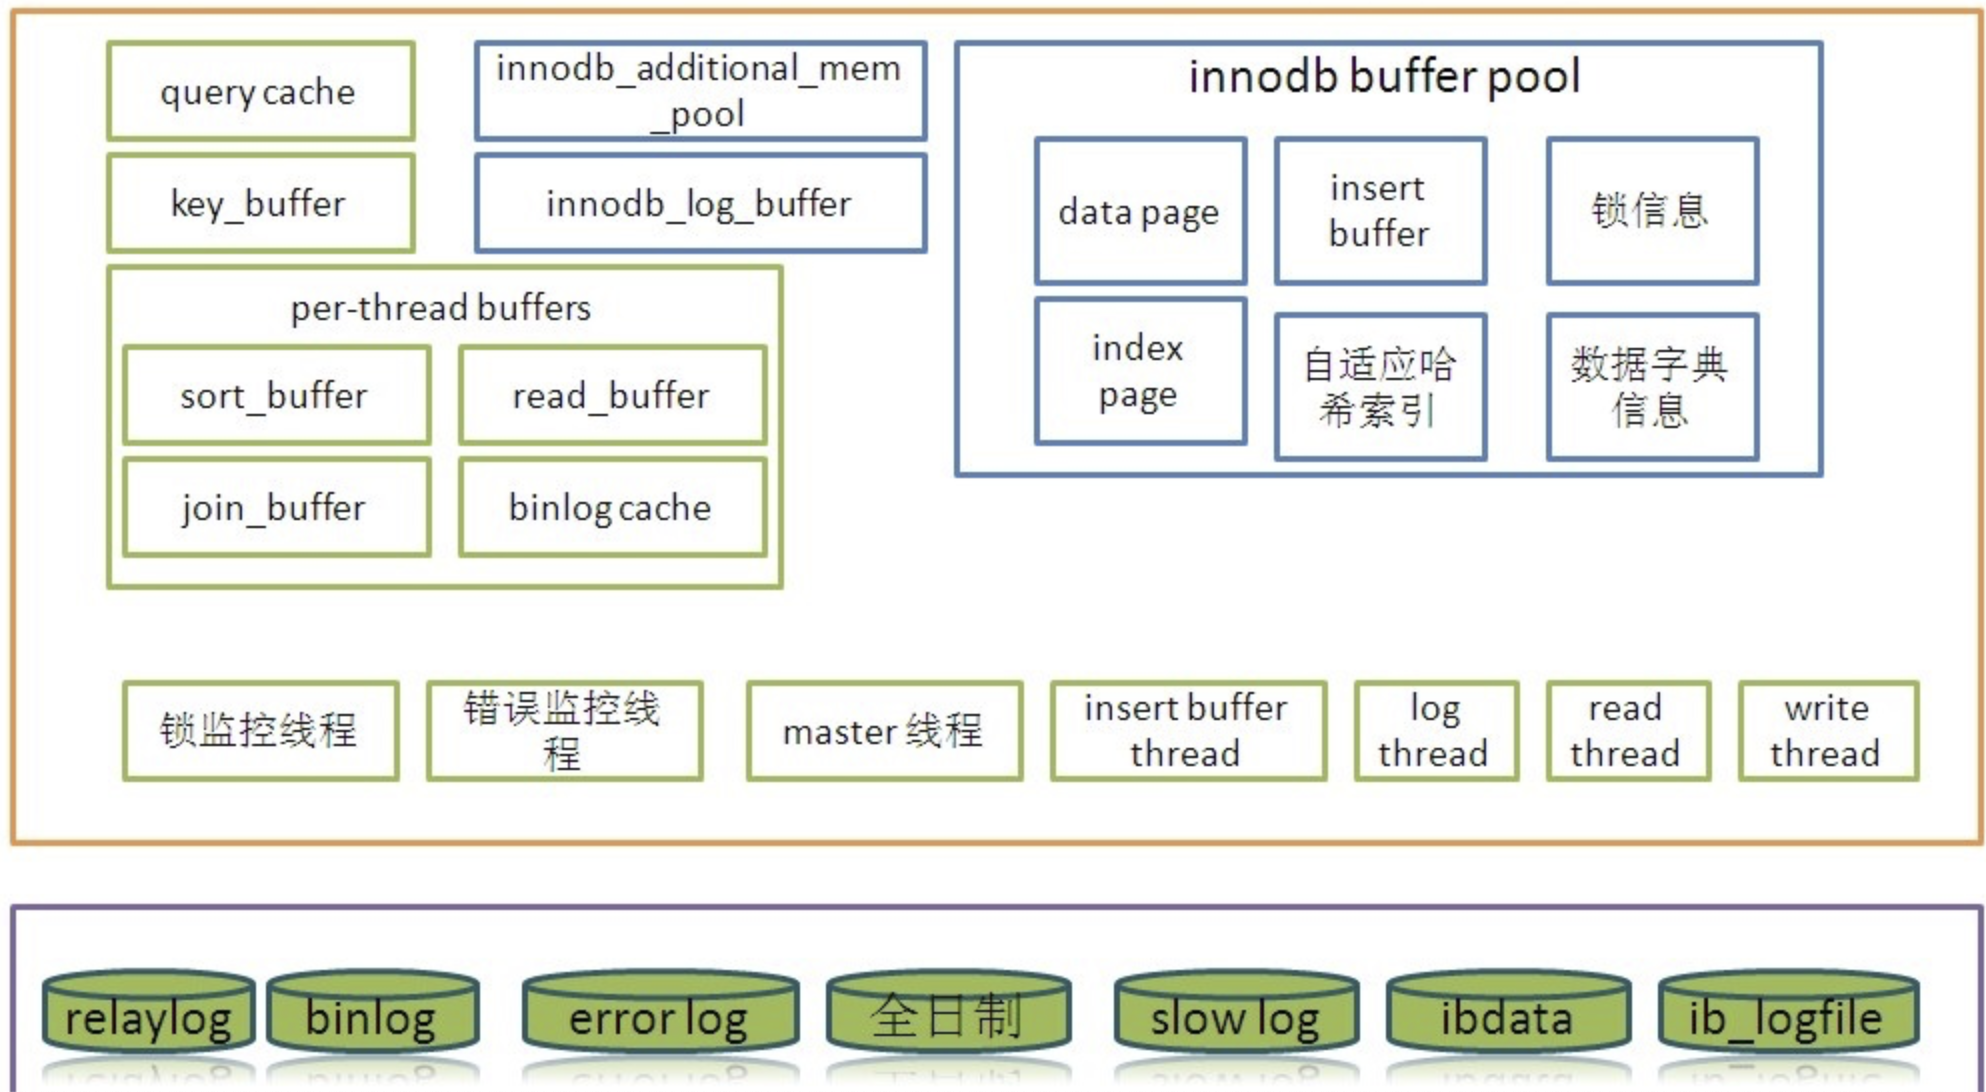 query cache
innodb_additional_mem
_pool
innodb buffer pool
key_buffer
innodb_log_buffer
data page
insert
buffer
锁信息
index
page
自适应哈
希索引
数据字典
信息
per-thread buffers
sort_buffer
read_buffer
join_buffer
binlog cache
锁监控线程
错误监控线
程
master 线程
insert buffer
thread
log
thread
read
thread
write
thread
relaylog
binlog
error log
全日制
slow log
ibdata
ib_logfile